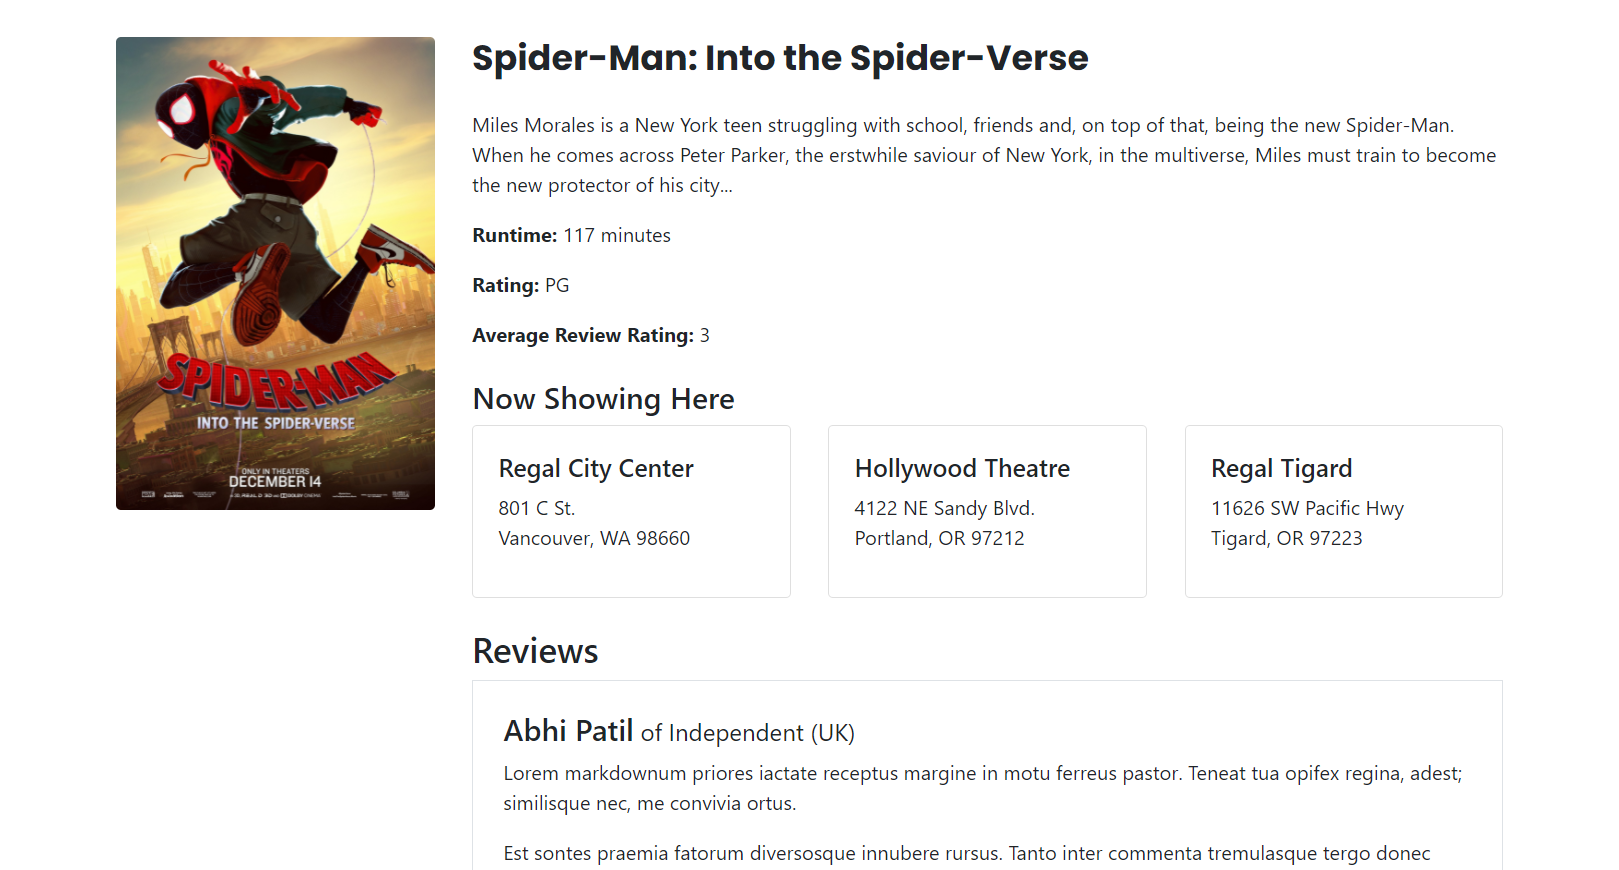 Spider-Man: Into the Spider-Verse
Miles Morales is a New York teen struggling with school, friends and, on top of that, being the new Spider-Man.
When he comes across Peter Parker, the erstwhile saviour of New York, in the multiverse, Miles must train to become
the new protector of his city...
Runtime: 117 minutes
Rating: PG
Average Review Rating: 3
SPIDER-MAN
INTO THE SPIDER-VERSE
ONLY IN THEATERS
DECEMBER 14
Now Showing Here
Regal City Center
801 C St.
Vancouver, WA 98660
Hollywood Theatre
4122 NE Sandy Blvd.
Portland, OR 97212
Regal Tigard
11626 SW Pacific Hwy
Tigard, OR 97223
Reviews
Abhi Patil of Independent (UK)
Lorem markdownum priores iactate receptus margine in motu ferreus pastor. Teneat tua opifex regina, adest;
similisque nec, me convivia ortus.
Est sontes praemia fatorum diversosque innubere rursus. Tanto inter commenta tremulasque tergo donec